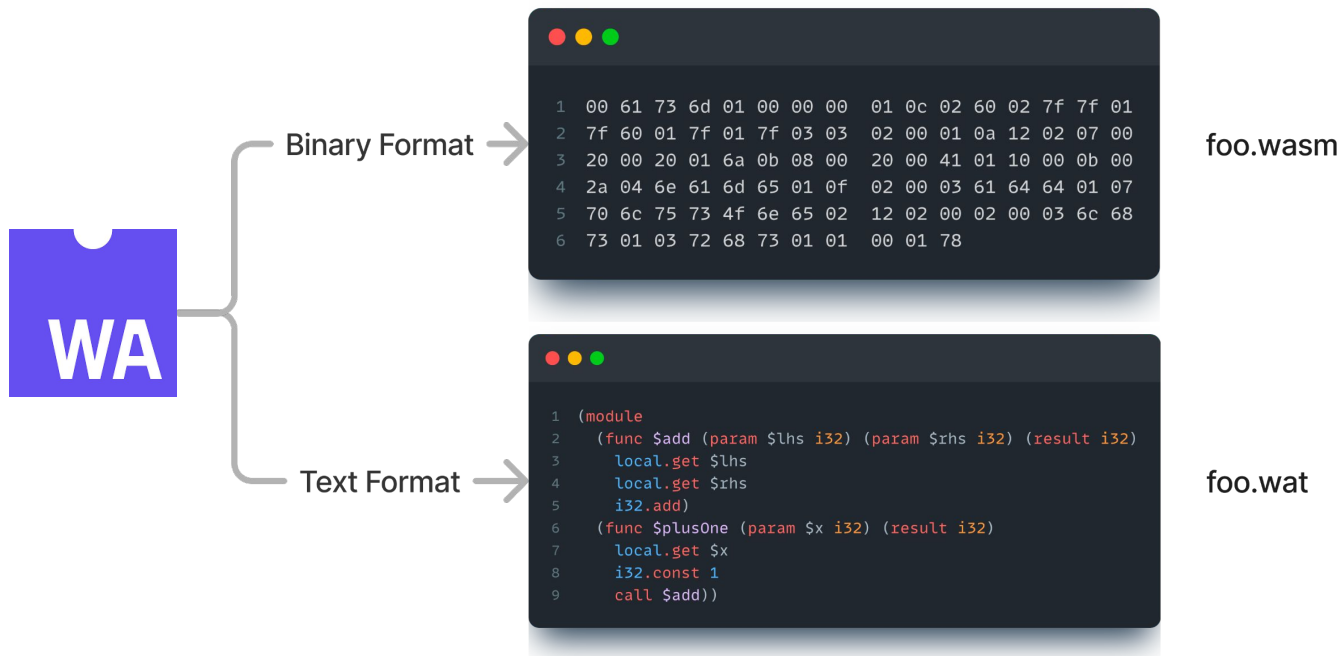 WA
Binary Format
1 00 61 73 6d 01 00 00 00 01 0c 02 60 02 7f 7f 01
2 7f 60 01 7f 01 7f 03 03 02 00 01 0a 12 02 07 00
3 20 00 20 01 6a 0b 08 00 20 00 41 01 10 00 0b 00
4 2a 04 6e 61 6d 65 01 0f 02 00 03 61 64 64 01 07
5 70 6c 75 73 4f 6e 65 02 12 02 00 02 00 03 6c 68
6 73 01 03 72 68 73 01 01 00 01 78
foo.wasm
Text Format
1 (module
2 (func $add (param $lhs i32) (param $rhs i32) (result i32)
3 local.get $lhs
4 local.get $rhs
5 i32.add)
6 (func $plusOne (param $x i32) (result i32)
7 local.get $x
8 i32.const 1
9 call $add))
foo.wat